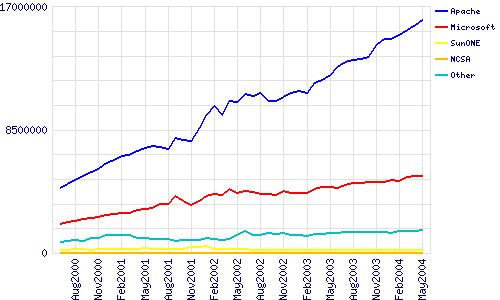 17000000
8500000
0
Apache
Microsoft
SunONE
NCSA
Other
Aug2000
Nov2000
Feb2001
May2001
Aug2001
Nov2001
Feb2002
May2002
Aug2002
Nov2002
Feb2003
May2003
Aug2003
Nov2003
Feb2004
May2004